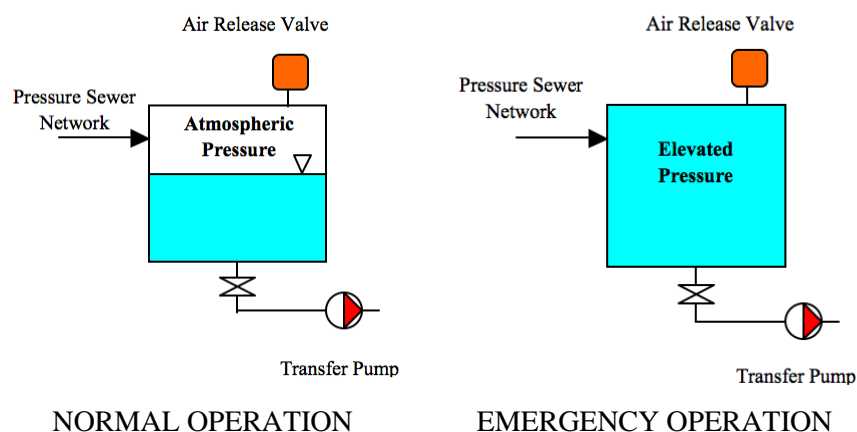 Air Release Valve
Pressure Sewer
Network
Atmospheric
Pressure
Transfer Pump
NORMAL OPERATION
Air Release Valve
Pressure Sewer
Network
Elevated
Pressure
Transfer Pump
EMERGENCY OPERATION